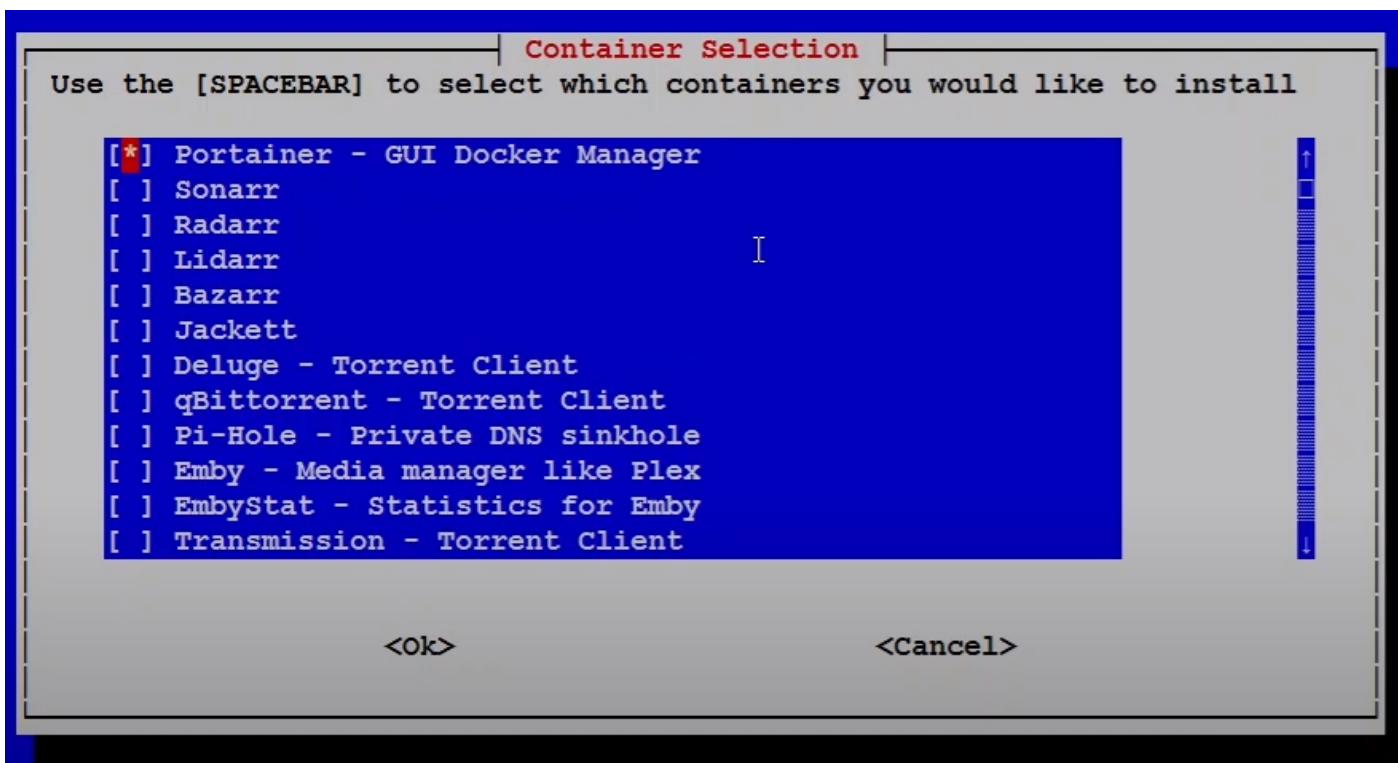 Container Selection
Use the [SPACEBAR] to select which containers you would like to install
[*] Portainer - GUI Docker Manager
[ ] Sonarr
[ ] Radarr
[ ] Lidarr
[ ] Bazarr
[ ] Jackett
[ ] Deluge - Torrent Client
[ ] qBittorrent - Torrent Client
[ ] Pi-Hole - Private DNS sinkhole
[ ] Emby - Media manager like Plex
[ ] EmbyStat - Statistics for Emby
[ ] Transmission - Torrent Client
<Ok> <Cancel>